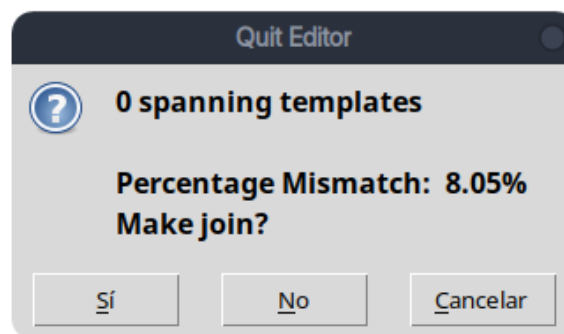 Quit Editor
0 spanning templates
Percentage Mismatch: 8.05%
Make join?
Sí No Cancelar